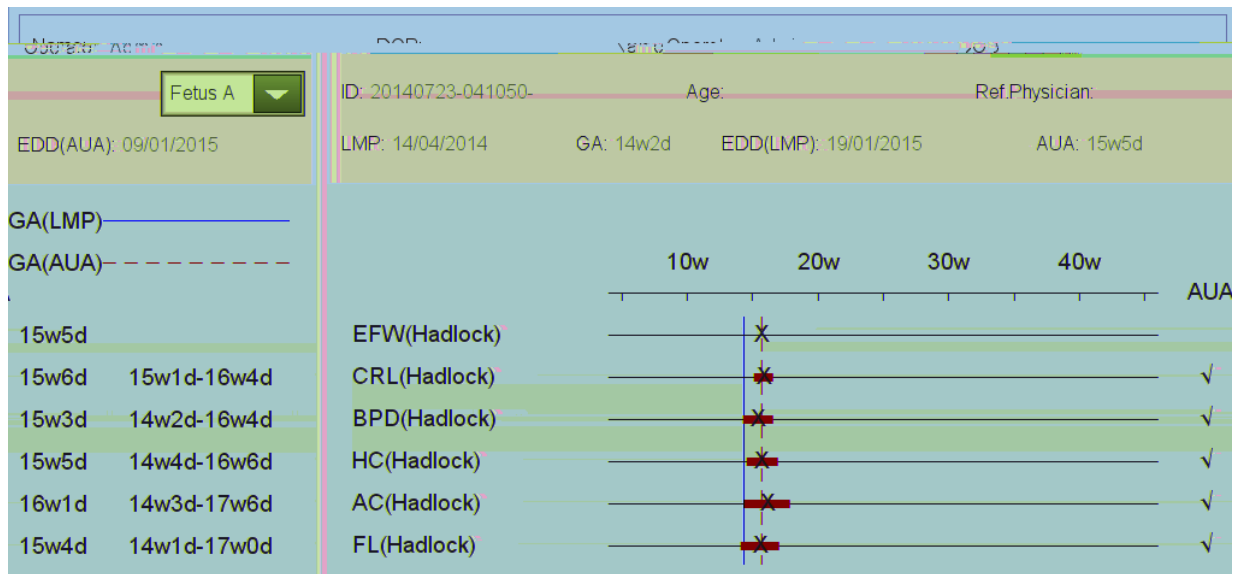 Fetus A
ID: 20140723-041050- Age: Ref.Physician:
EDD(AUA): 09/01/2015 LMP: 14/04/2014 GA: 14w2d EDD(LMP): 19/01/2015 AUA: 15w5d
GA(LMP)
GA(AUA)
10w 20w 30w 40w
AUA
15w5d EFW(Hadlock)
15w6d 15w1d-16w4d CRL(Hadlock) √
15w3d 14w2d-16w4d BPD(Hadlock) √
15w5d 14w4d-16w6d HC(Hadlock) √
16w1d 14w3d-17w6d AC(Hadlock) √
15w4d 14w1d-17w0d FL(Hadlock) √